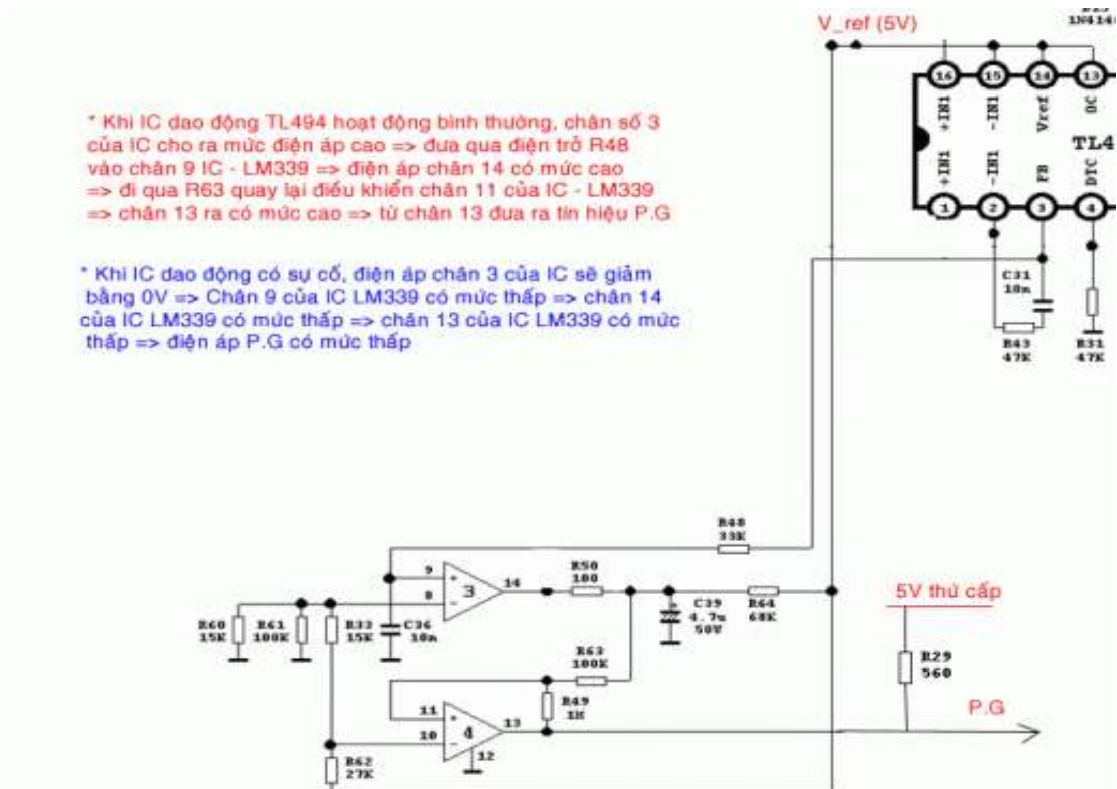 V_ref (5V)
1N414
16 15 14 13
+IN1 -IN1 Vref OC
TL4
+IN1 -IN1 FB DTC
1 2 3 4
* Khi IC dao động TL494 hoạt động bình thường, chân số 3
của IC cho ra mức điện áp cao => đưa qua điện trở R48
vào chân 9 IC - LM339 => điện áp chân 14 có mức cao
=> đi qua R63 quay lại điều khiển chân 11 của IC - LM339
=> chân 13 ra có mức cao => từ chân 13 đưa ra tín hiệu P.G
* Khi IC dao động có sự cố, điện áp chân 3 của IC sẽ giảm
bằng 0V => Chân 9 của IC LM339 có mức thấp => chân 14
của IC LM339 có mức thấp => chân 13 của IC LM339 có mức
thấp => điện áp P.G có mức thấp
C31
10n
R43
47K
R31
47K
R48
33K
9
8
+
-
3
14
R50
100
C39
4.7u
50V
R64
68K
5V thứ cấp
R60
15K
R61
100K
R33
15K
C36
10n
R63
100K
R29
560
R49
1M
P.G
11
10
+
-
4
13
12
R62
27K